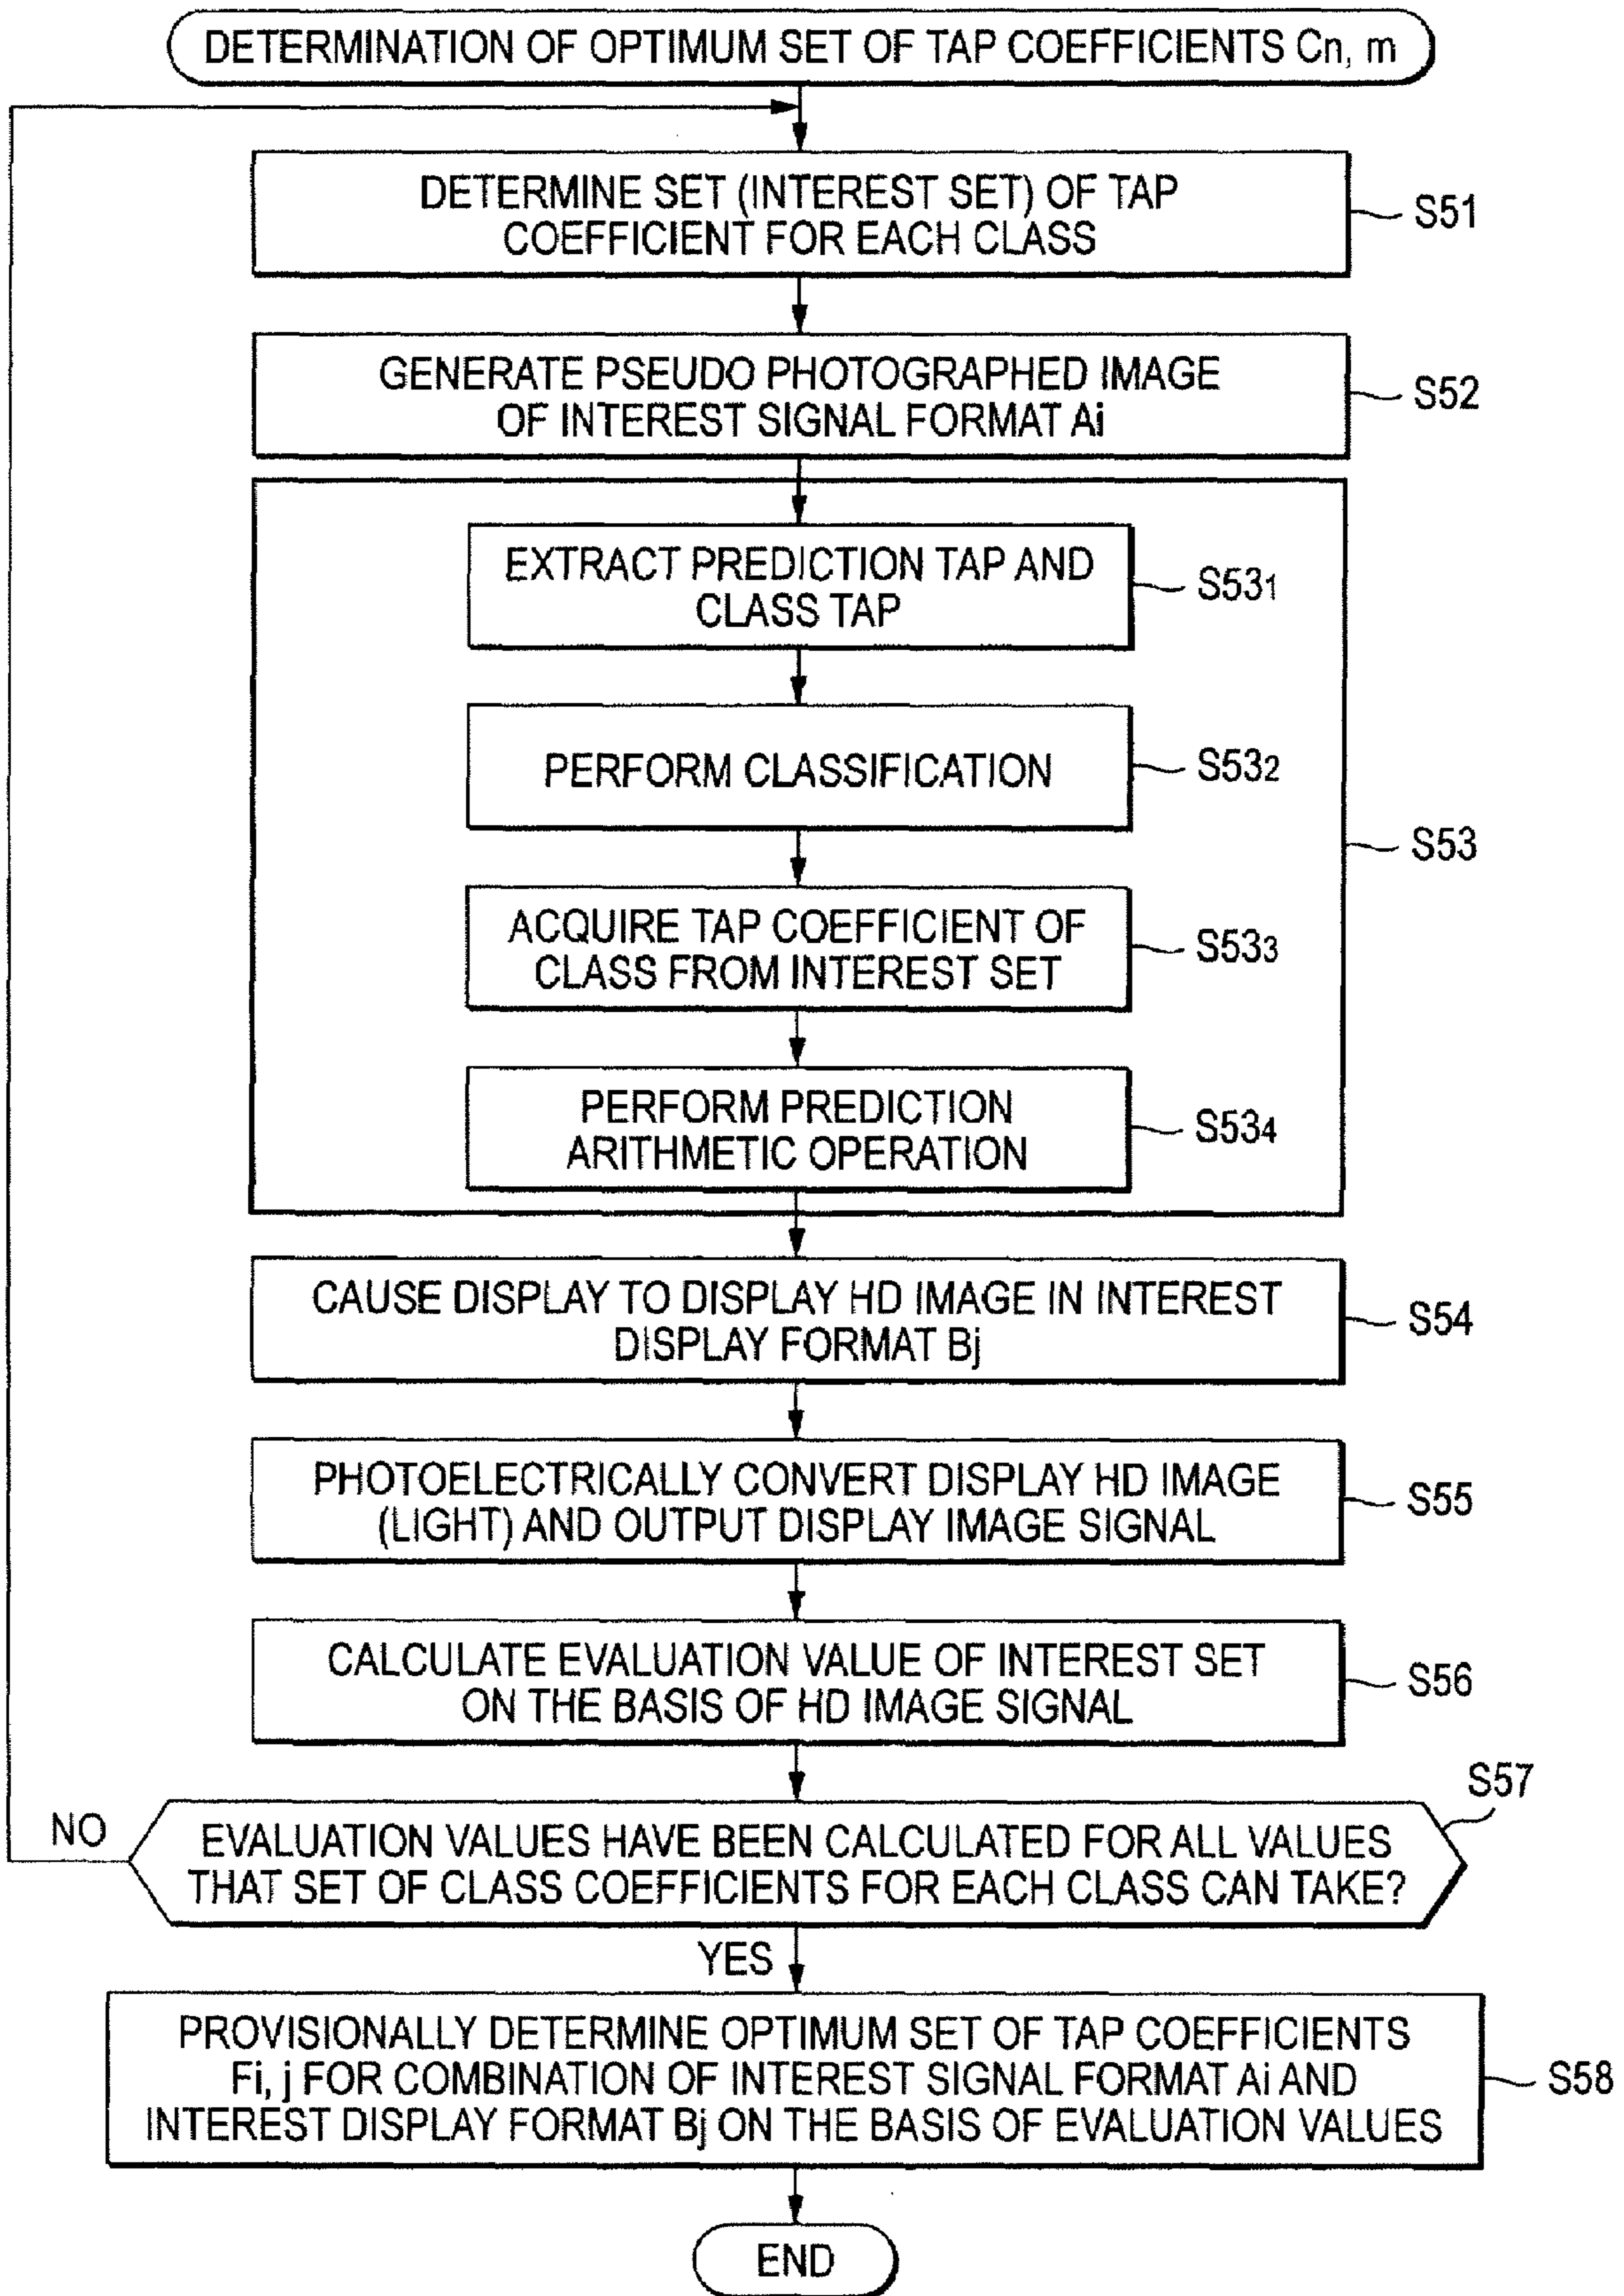 DETERMINATION OF OPTIMUM SET OF TAP COEFFICIENTS Cn, m
DETERMINE SET (INTEREST SET) OF TAP
COEFFICIENT FOR EACH CLASS
S51
GENERATE PSEUDO PHOTOGRAPHED IMAGE
OF INTEREST SIGNAL FORMAT Ai
S52
EXTRACT PREDICTION TAP AND
CLASS TAP
S531
PERFORM CLASSIFICATION
S532
S53
ACQUIRE TAP COEFFICIENT OF
CLASS FROM INTEREST SET
S533
PERFORM PREDICTION
ARITHMETIC OPERATION
S534
CAUSE DISPLAY TO DISPLAY HD IMAGE IN INTEREST
DISPLAY FORMAT Bj
S54
PHOTOELECTRICALLY CONVERT DISPLAY HD IMAGE
(LIGHT) AND OUTPUT DISPLAY IMAGE SIGNAL
S55
CALCULATE EVALUATION VALUE OF INTEREST SET
ON THE BASIS OF HD IMAGE SIGNAL
S56
S57
NO
EVALUATION VALUES HAVE BEEN CALCULATED FOR ALL VALUES
THAT SET OF CLASS COEFFICIENTS FOR EACH CLASS CAN TAKE?
YES
PROVISIONALLY DETERMINE OPTIMUM SET OF TAP COEFFICIENTS
Fi, j FOR COMBINATION OF INTEREST SIGNAL FORMAT Ai AND
INTEREST DISPLAY FORMAT Bj ON THE BASIS OF EVALUATION VALUES
S58
END